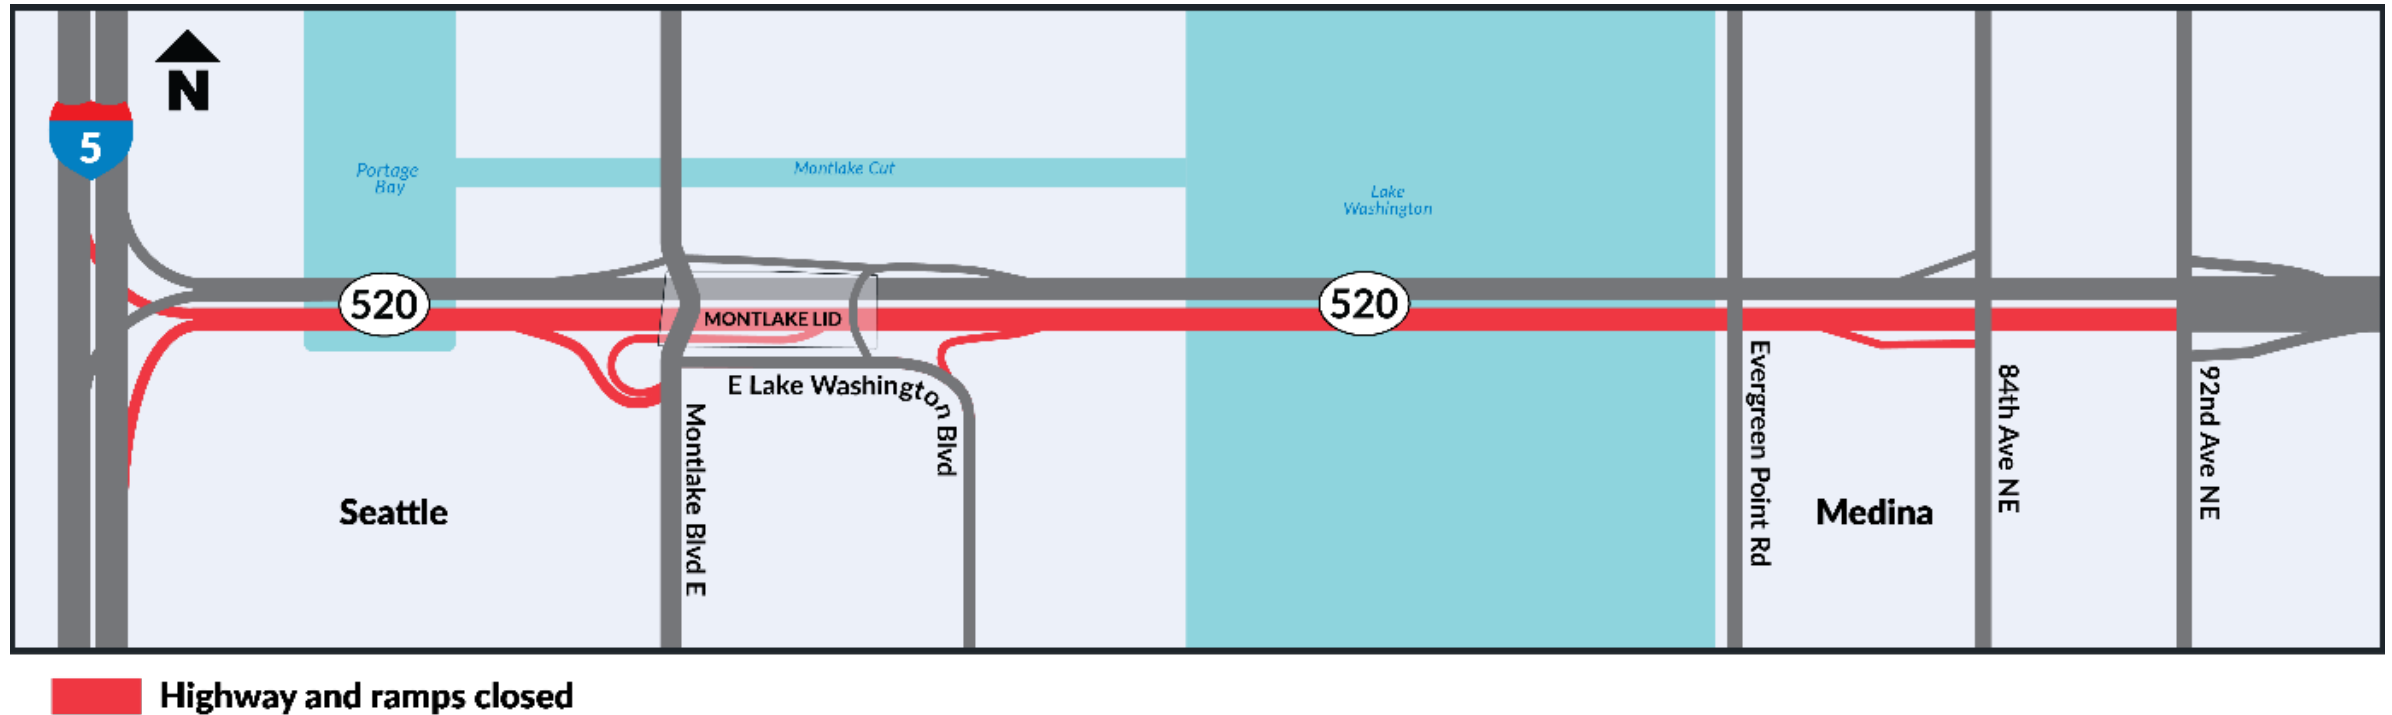 N
5
Portage
Bay
Montlake Cut
Lake
Washington
520
MONTLAKE LID
520
E Lake Washington Blvd
Montlake Blvd E
Evergreen Point Rd
84th Ave NE
92nd Ave NE
Seattle
Medina
Highway and ramps closed